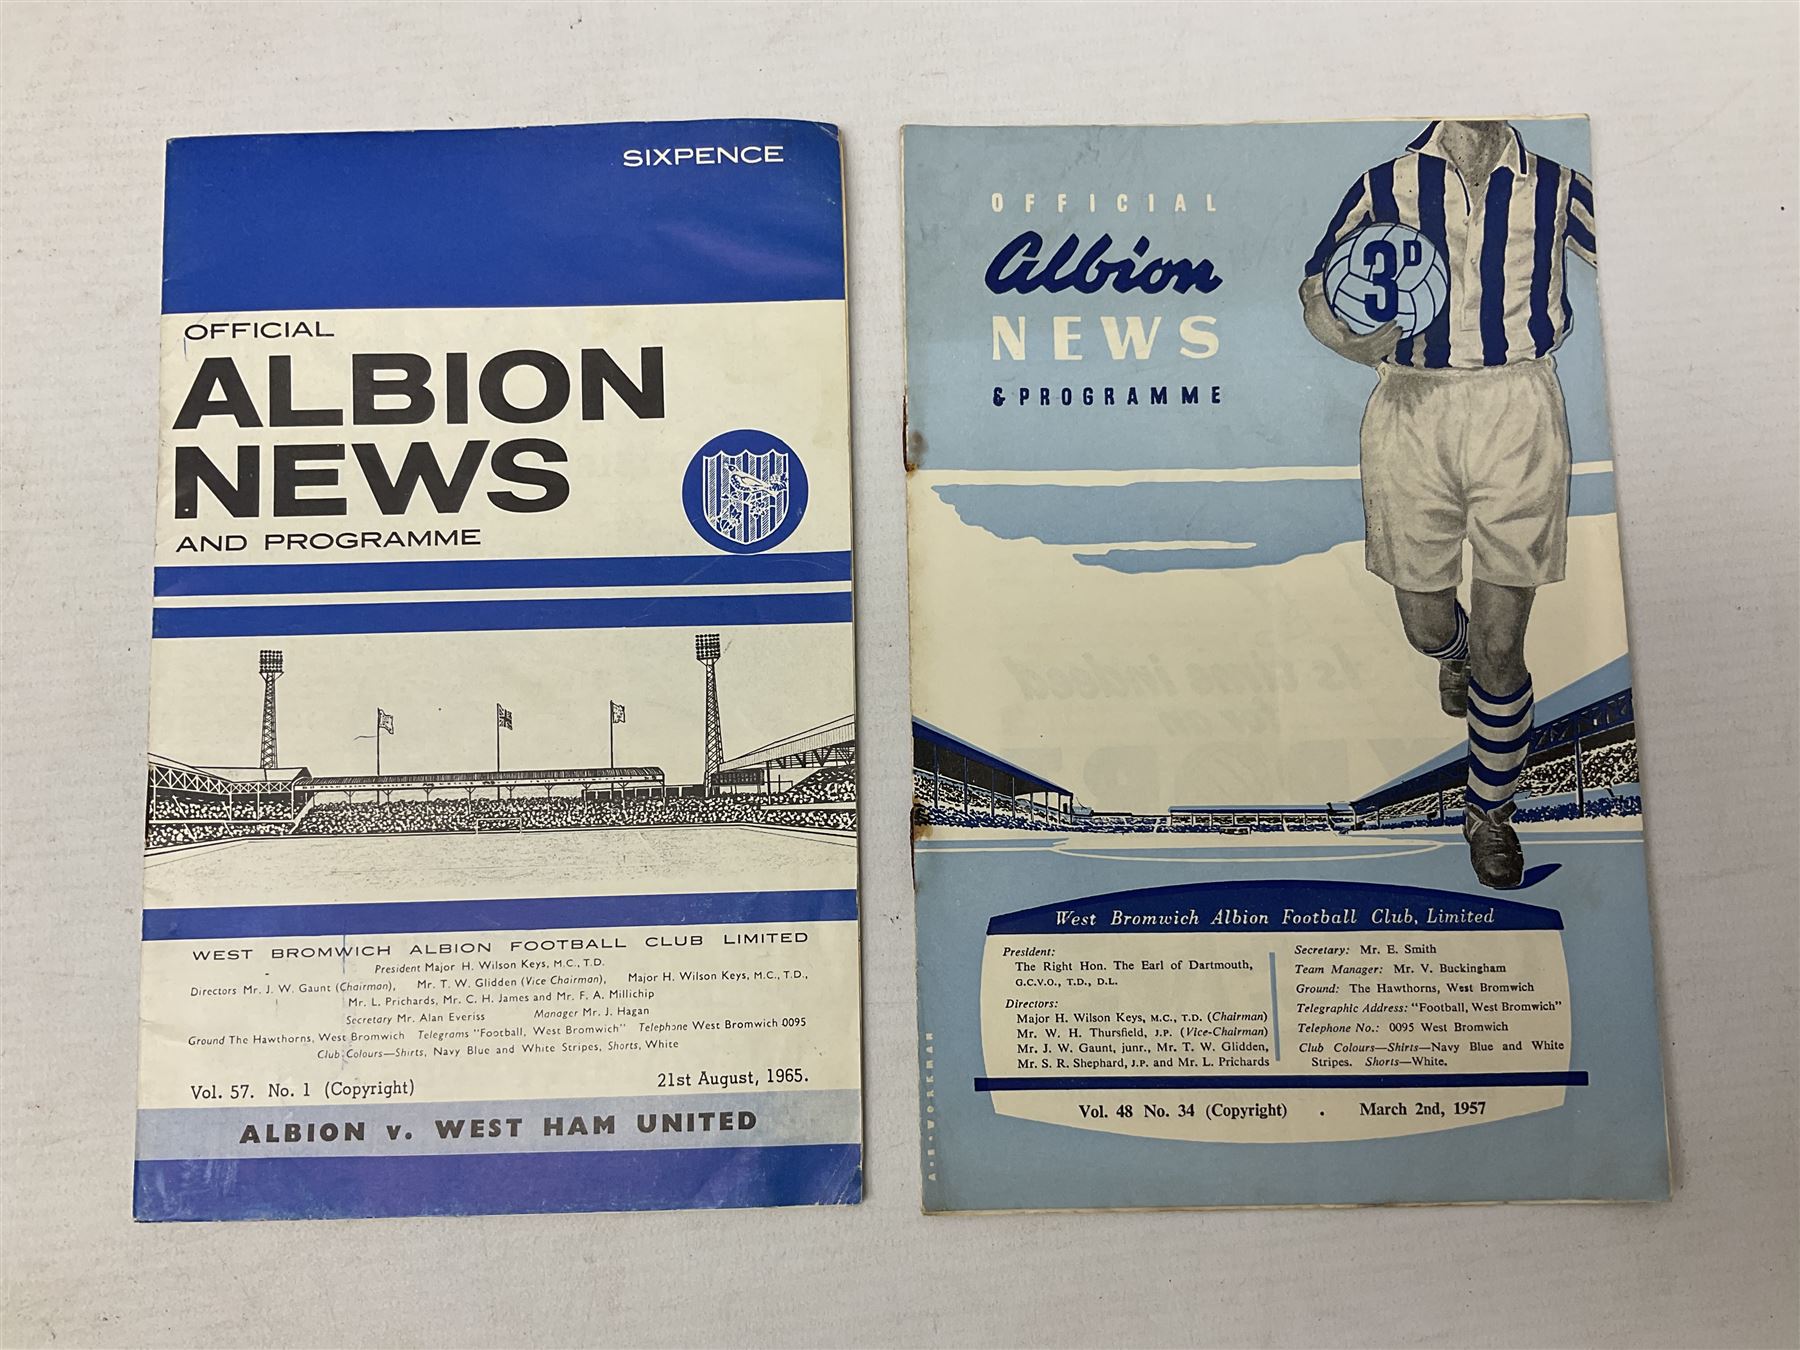 SIXPENCE
OFFICIAL
ALBION
NEWS
AND PROGRAMME
WEST BROMWICH ALBION FOOTBALL CLUB LIMITED
President Major H. Wilson Keys, M.C., T.D.
Directors Mr. J. W. Gaunt (Chairman), Mr. T. W. Glidden (Vice Chairman), Major H. Wilson Keys, M.C., T.D.,
Mr. L. Prichards, Mr. C. H. James and Mr. F. A. Millichip
Secretary Mr. Alan Everiss Manager Mr. J. Hagan
Ground The Hawthorns, West Bromwich Telegrams "Football, West Bromwich" Telephone West Bromwich 0095
Club Colours—Shirts, Navy Blue and White Stripes, Shorts, White
Vol. 57. No. 1 (Copyright) 21st August, 1965.
ALBION v. WEST HAM UNITED
OFFICIAL
Albion
NEWS
& PROGRAMME
3D
West Bromwich Albion Football Club, Limited
President:
The Right Hon. The Earl of Dartmouth,
G.C.V.O., T.D., D.L.
Directors:
Major H. Wilson Keys, M.C., T.D. (Chairman)
Mr. W. H. Thursfield, J.P. (Vice-Chairman)
Mr. J. W. Gaunt, junr., Mr. T. W. Glidden,
Mr. S. R. Shephard, J.P. and Mr. L. Prichards
Secretary: Mr. E. Smith
Team Manager: Mr. V. Buckingham
Ground: The Hawthorns, West Bromwich
Telegraphic Address: "Football, West Bromwich"
Telephone No.: 0095 West Bromwich
Club Colours—Shirts—Navy Blue and White
Stripes. Shorts—White.
Vol. 48 No. 34 (Copyright) . March 2nd, 1957
WORKMAN